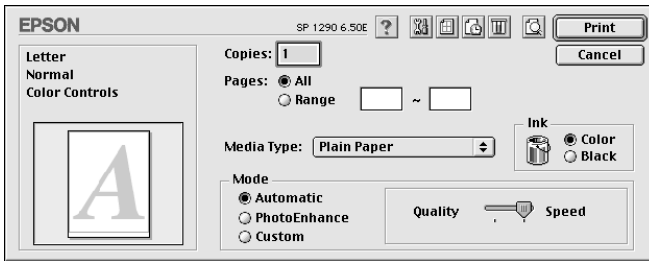 EPSON
SP 1290 6.50E
?
Print
Cancel
Letter
Normal
Color Controls
A
Copies: 1
Pages: All
Range ~
Media Type: Plain Paper
Ink
Color
Black
Mode
Automatic
PhotoEnhance
Custom
Quality Speed